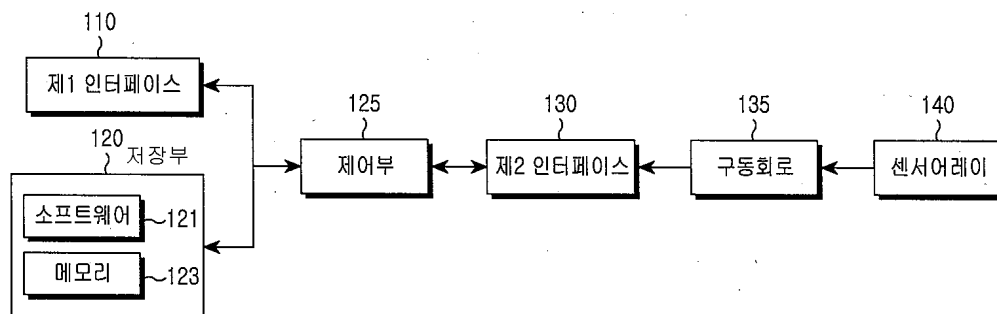 110
제1 인터페이스
120
저장부
소프트웨어
121
메모리
123
125
제어부
130
제2 인터페이스
135
구동회로
140
센서어레이